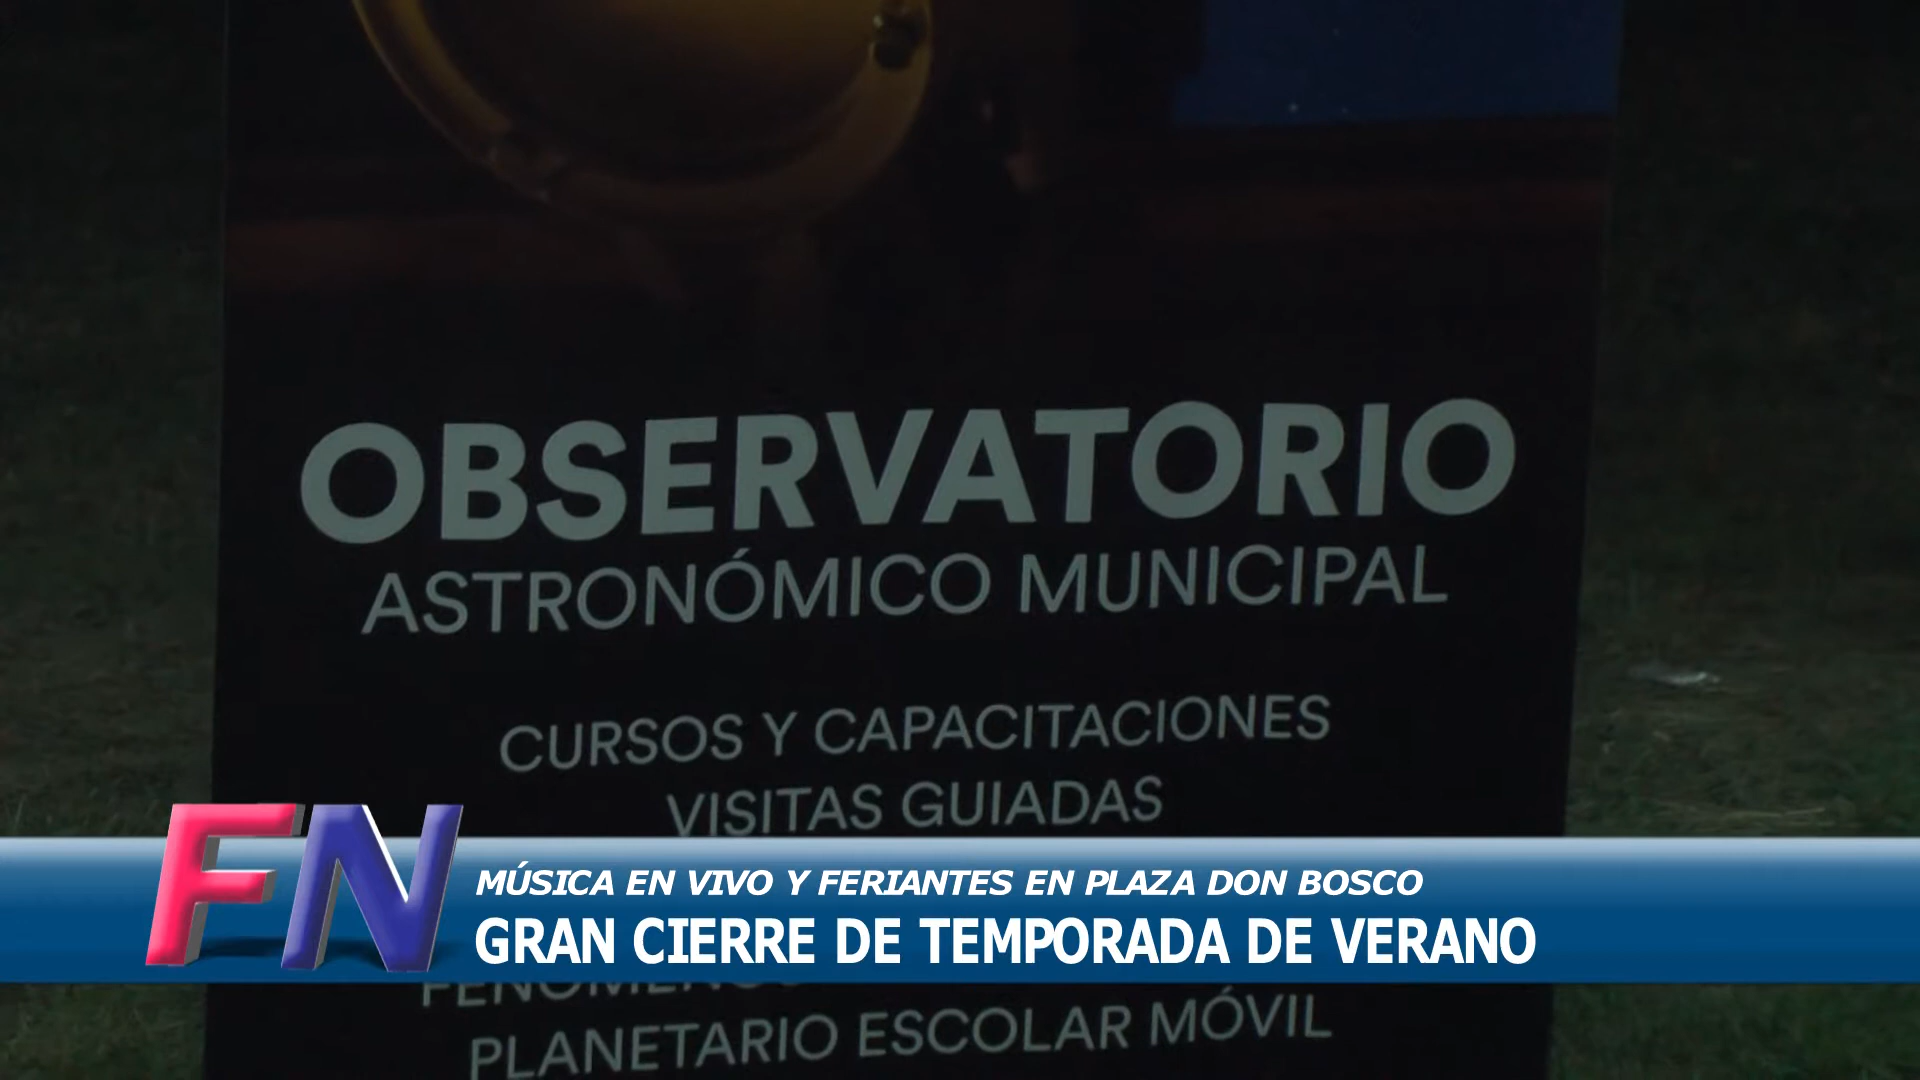 OBSERVATORIO
ASTRONÓMICO MUNICIPAL
CURSOS Y CAPACITACIONES
VISITAS GUIADAS
FN
MÚSICA EN VIVO Y FERIANTES EN PLAZA DON BOSCO
GRAN CIERRE DE TEMPORADA DE VERANO
FENÓMENOS
PLANETARIO ESCOLAR MÓVIL